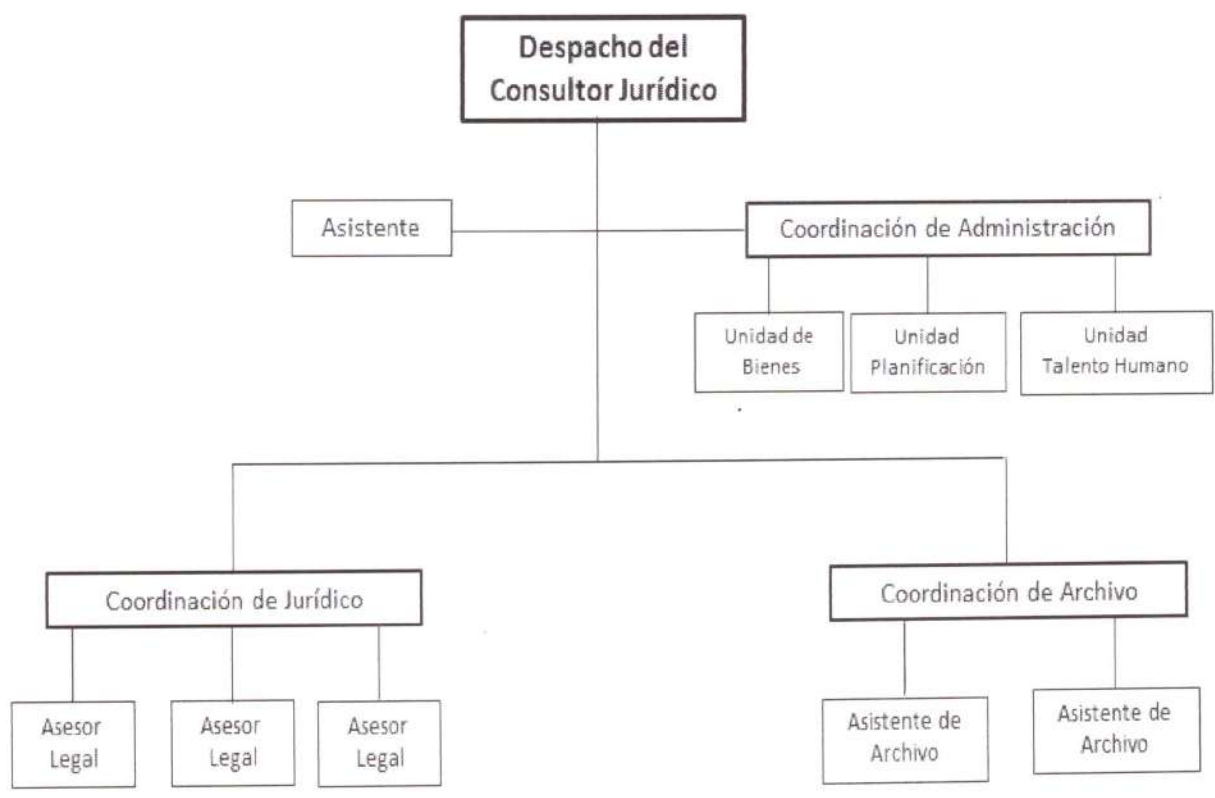 Despacho del
Consultor Jurídico
Asistente
Coordinación de Administración
Unidad de
Bienes
Unidad
Planificación
Unidad
Talento Humano
Coordinación de Jurídico
Coordinación de Archivo
Asesor
Legal
Asesor
Legal
Asesor
Legal
Asistente de
Archivo
Asistente de
Archivo